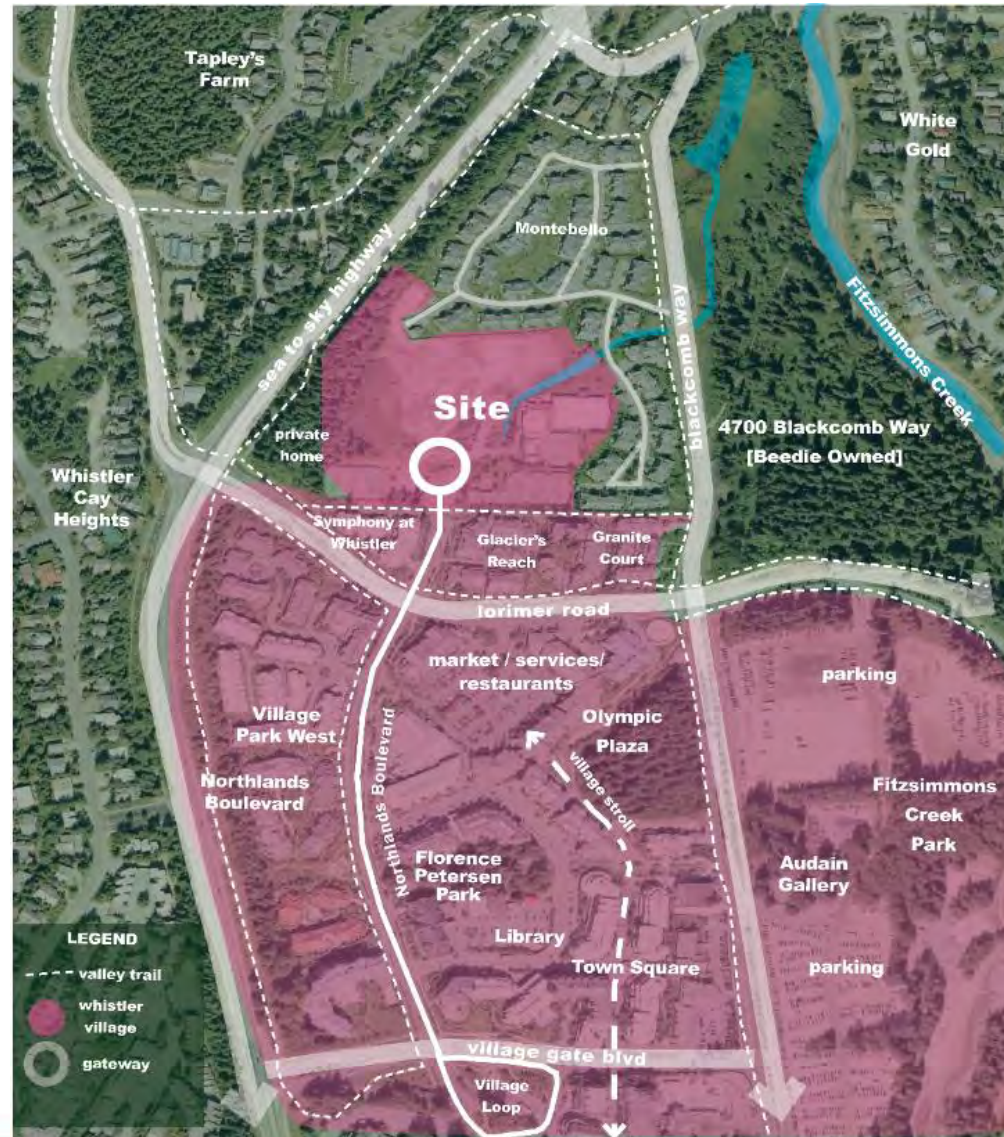 Tapley's
Farm
White
Gold
Montebello
sea to sky highway
Fitzsimmons Creek
blackcomb way
Site
private
home
4700 Blackcomb Way
[Beedie Owned]
Whistler
Cay
Heights
Symphony at
Whistler
Glacier's
Reach
Granite
Court
lorimer road
market / services/
restaurants
parking
Olympic
Plaza
Village
Park West
village stroll
Northlands
Boulevard
Northlands Boulevard
Fitzsimmons
Creek
Park
Florence
Petersen
Park
Audain
Gallery
Library
Town Square
parking
LEGEND
valley trail
whistler
village
gateway
village gate blvd
Village
Loop